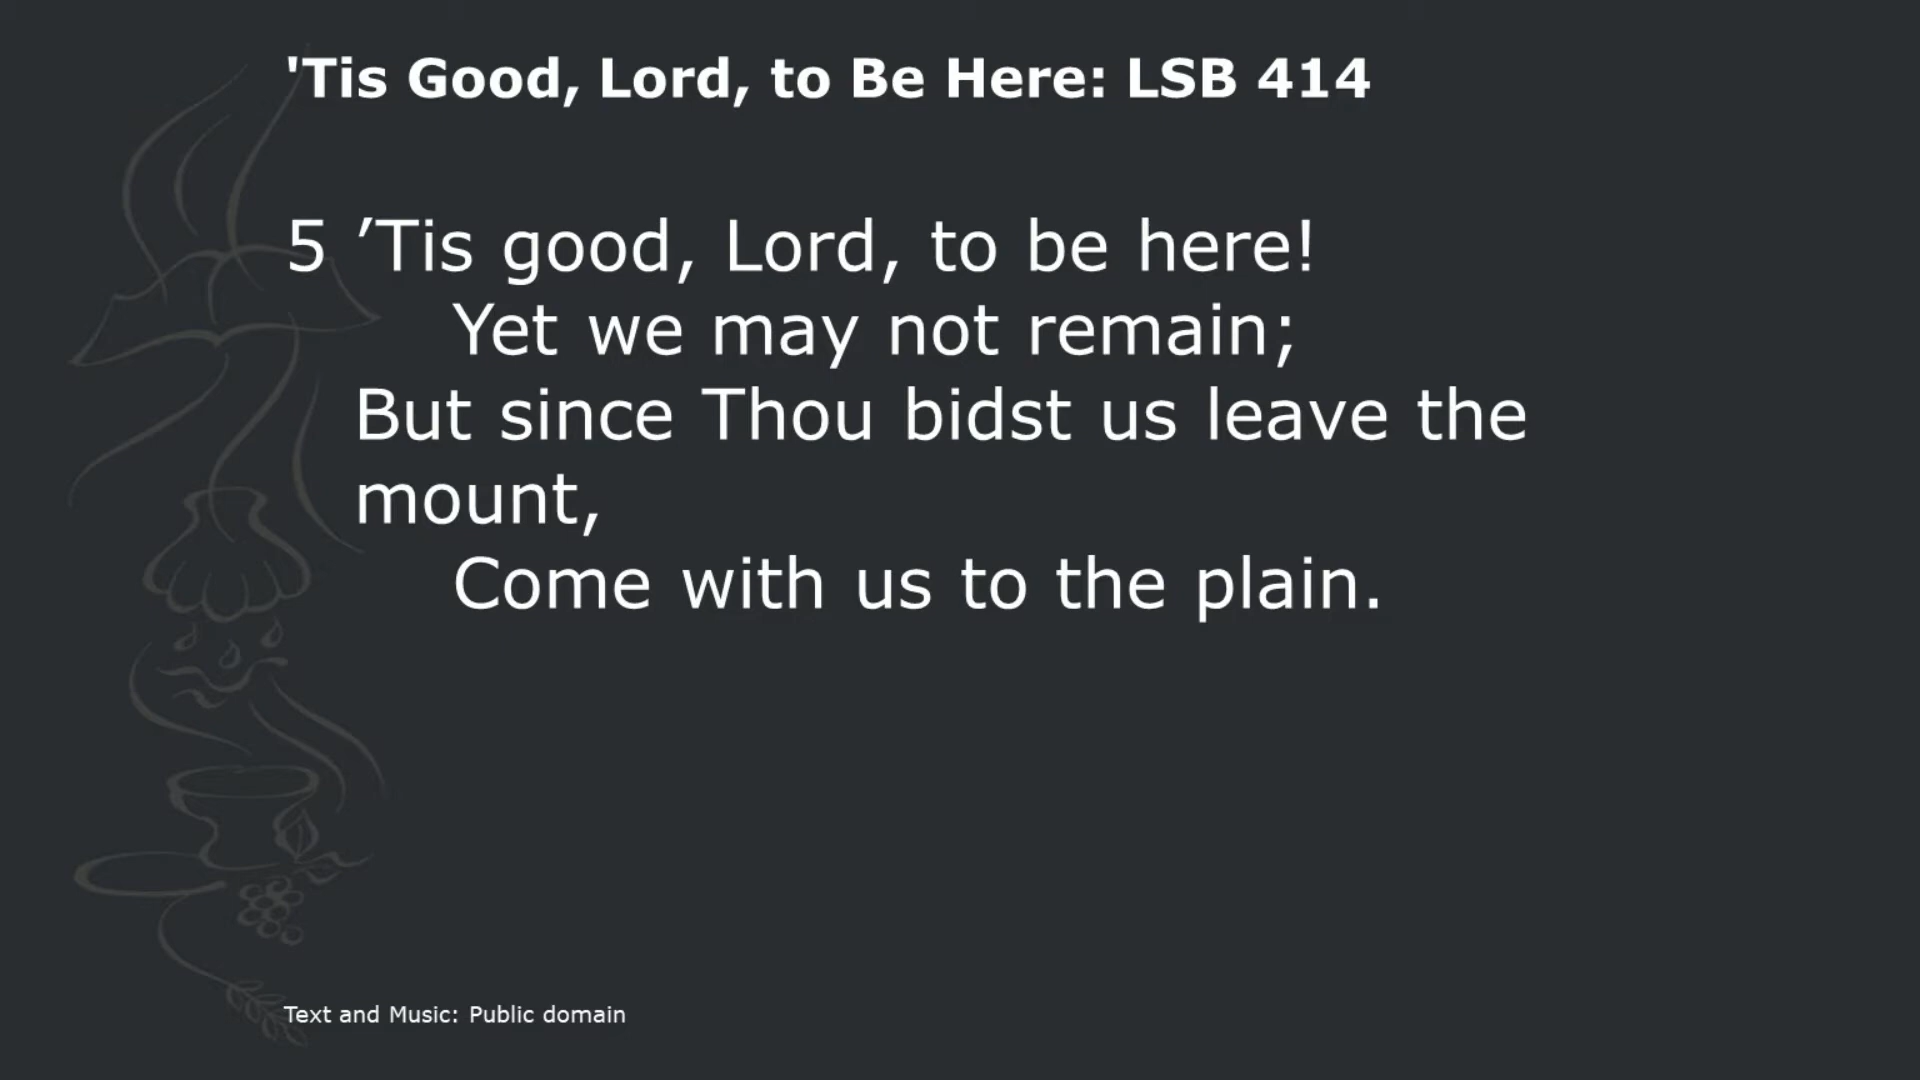 'Tis Good, Lord, to Be Here: LSB 414
5 ’Tis good, Lord, to be here!
Yet we may not remain;
But since Thou bidst us leave the
mount,
Come with us to the plain.
Text and Music: Public domain